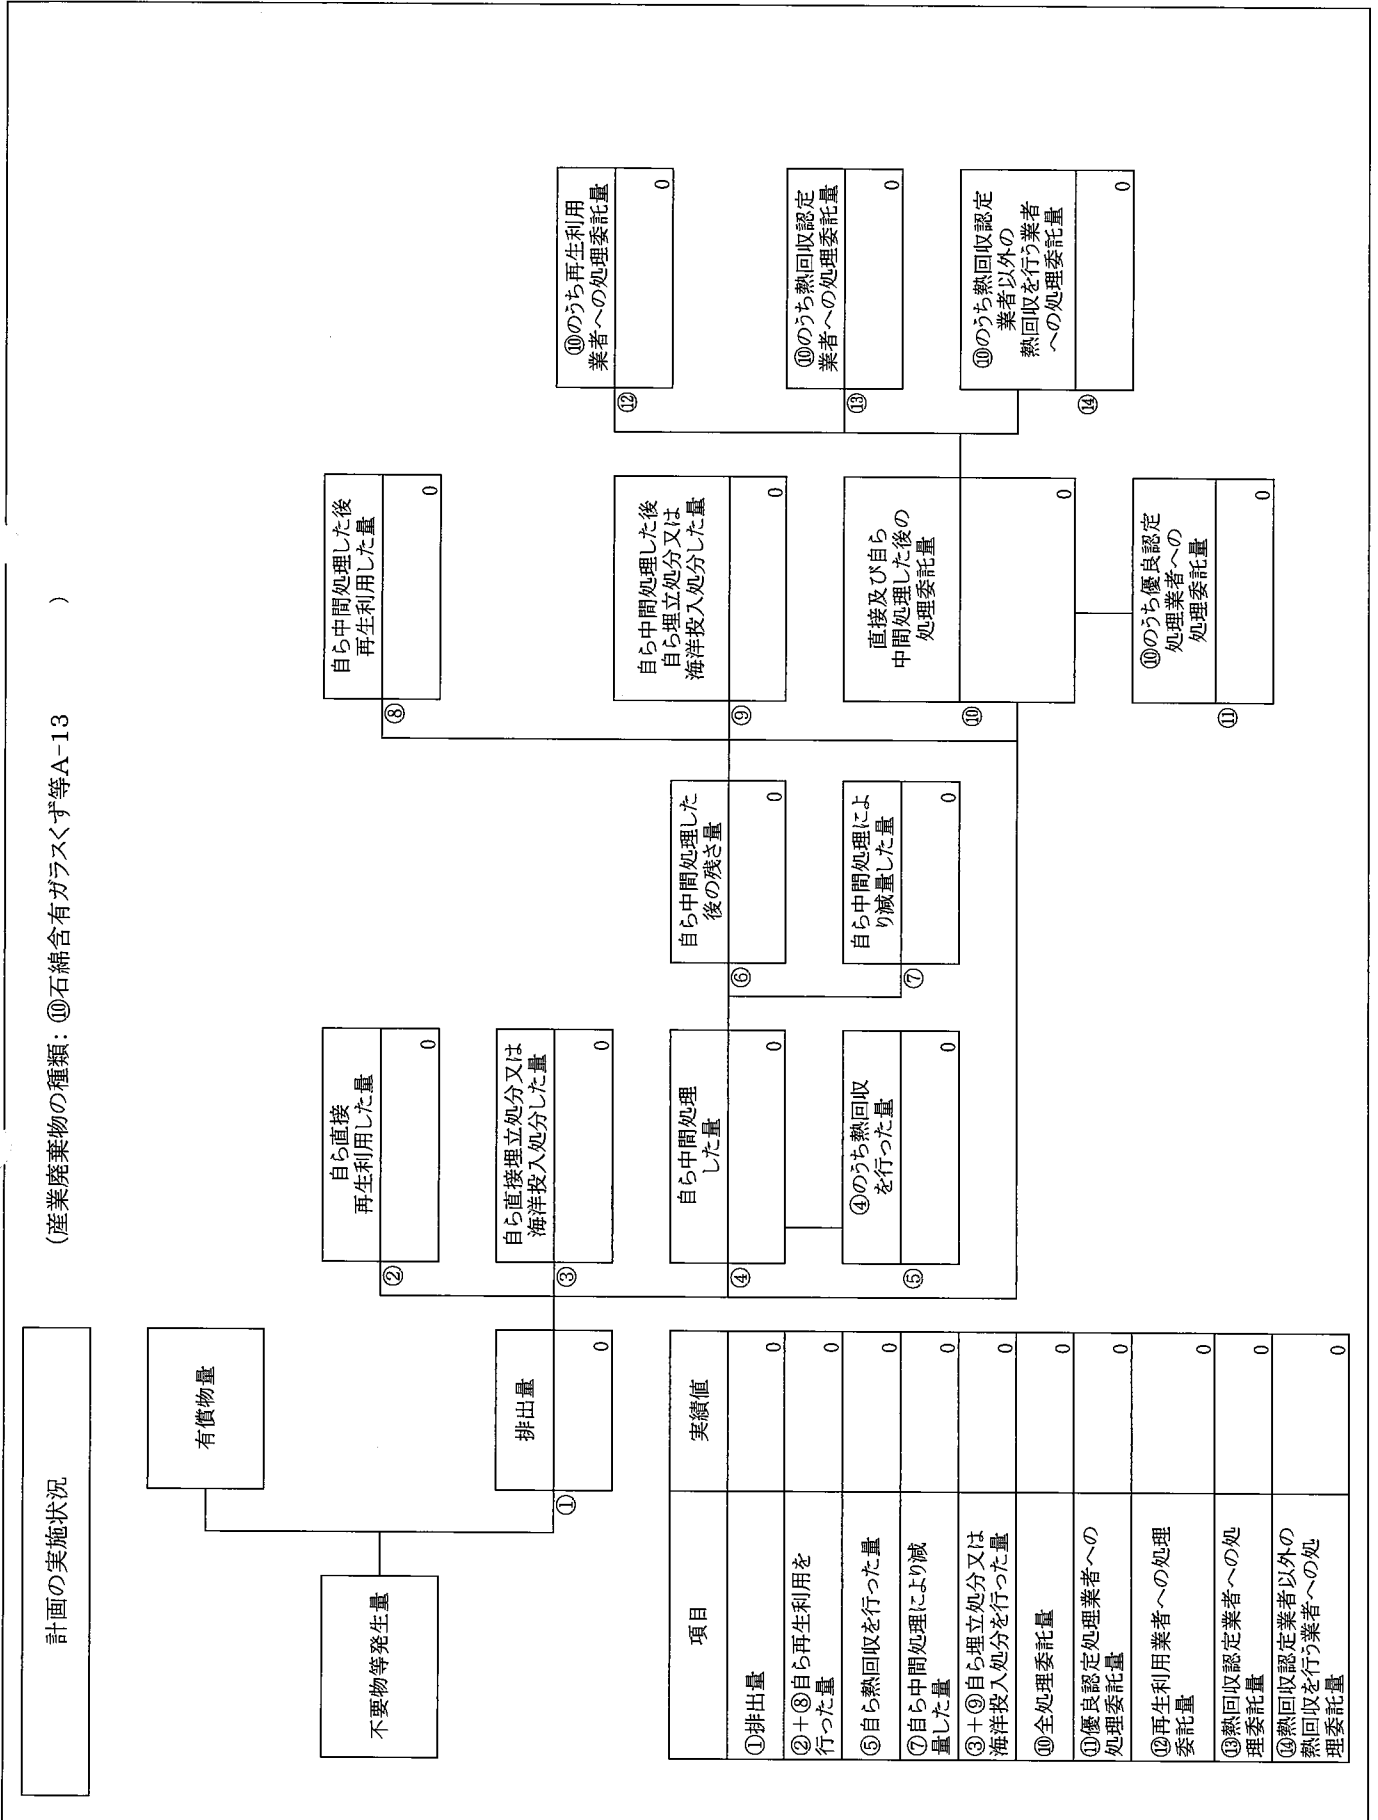 計画の実施状況
(産業廃棄物の種類：⑩石綿含有ガラスくず等A-13 )
不要物等発生量
有償物量
①
排出量
0
②
自ら直接
再生利用した量
0
③
自ら直接埋立処分又は
海洋投入処分した量
0
④
自ら中間処理
した量
0
⑤
④のうち熱回収
を行った量
0
⑥
自ら中間処理した
後の残さ量
0
⑦
自ら中間処理によ
り減量した量
0
⑧
自ら中間処理した後
再生利用した量
0
⑨
自ら中間処理した後
自ら埋立処分又は
海洋投入処分した量
0
⑩
直接及び自ら
中間処理した後の
処理委託量
0
⑪
⑩のうち優良認定
処理業者への
処理委託量
0
⑫
⑩のうち再生利用
業者への処理委託量
0
⑬
⑩のうち熱回収認定
業者への処理委託量
0
⑭
⑩のうち熱回収認定
業者以外の
熱回収を行う業者
への処理委託量
0
項目 実績値
①排出量 0
②+⑧自ら再生利用を
行った量 0
⑤自ら熱回収を行った量 0
⑦自ら中間処理により減
量した量 0
③+⑨自ら埋立処分又は
海洋投入処分を行った量 0
⑩全処理委託量 0
⑪優良認定処理業者への
処理委託量 0
⑫再生利用業者への処理
委託量 0
⑬熱回収認定業者への処
理委託量 0
⑭熱回収認定業者以外の
熱回収を行う業者への処
理委託量 0